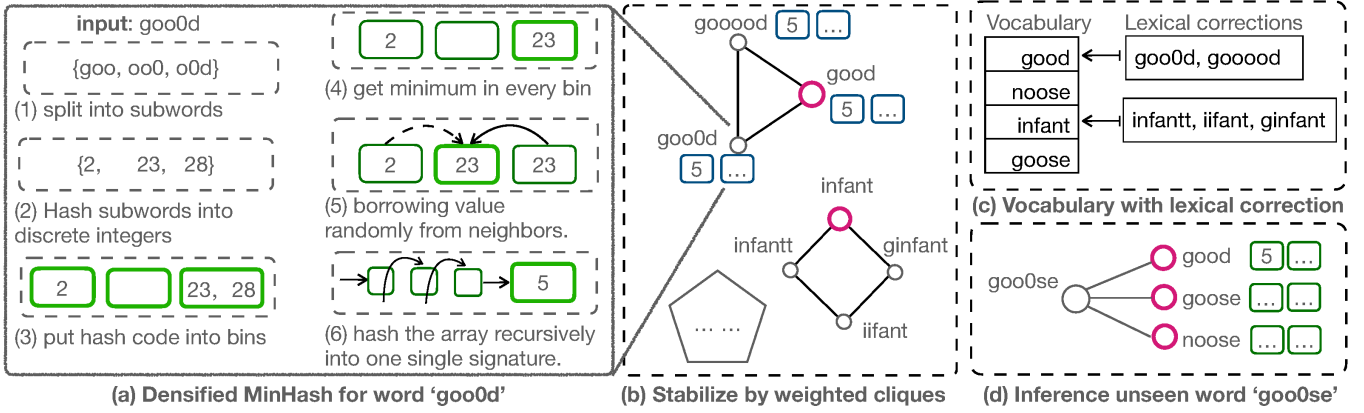 input: goo0d
{goo, oo0, o0d}
(1) split into subwords
{2, 23, 28}
(2) Hash subwords into
discrete integers
2
23, 28
(3) put hash code into bins
2
23
(4) get minimum in every bin
2
23
23
(5) borrowing value
randomly from neighbors.
5
(6) hash the array recursively
into one single signature.
(a) Densified MinHash for word ‘goo0d’
gooood
5
...
good
5
...
goo0d
5
...
infant
infantt
ginfant
iifant
... ...
(b) Stabilize by weighted cliques
Vocabulary
Lexical corrections
good
goo0d, gooood
noose
infant
infantt, iifant, ginfant
goose
(c) Vocabulary with lexical correction
goo0se
good
5
...
goose
...
...
noose
...
...
(d) Inference unseen word ‘goo0se’